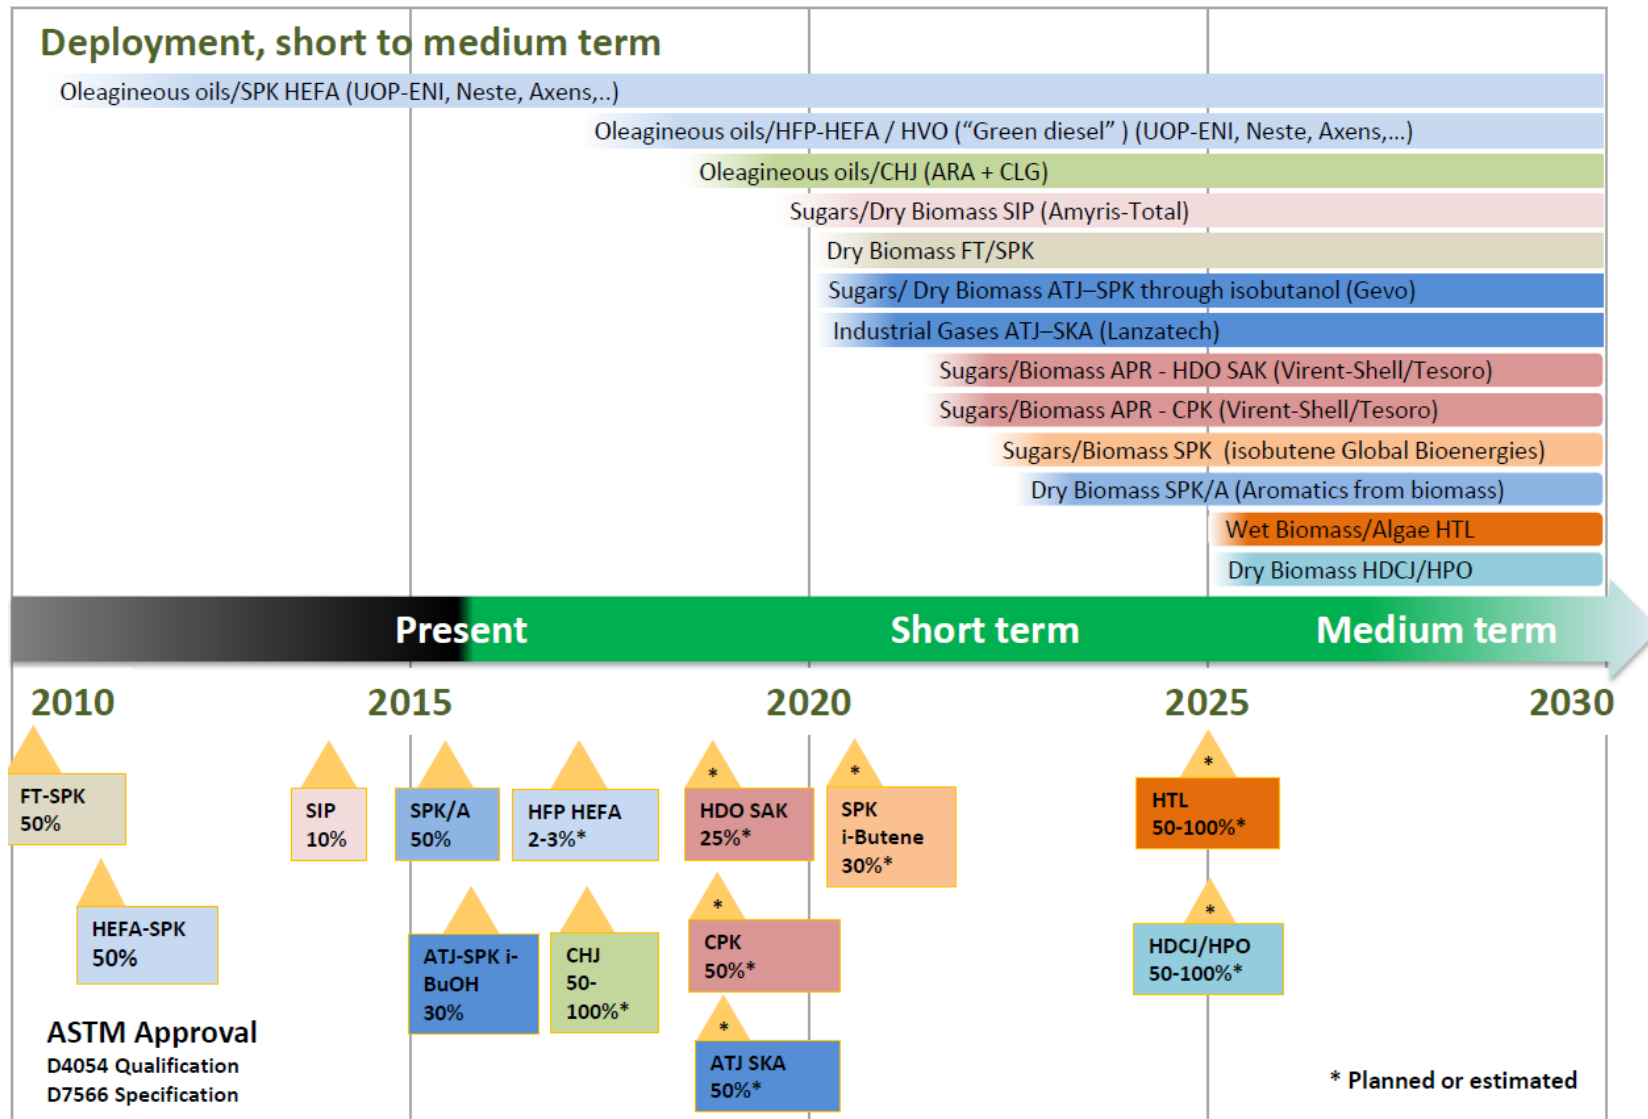 Deployment, short to medium term
Oleagineous oils/SPK HEFA (UOP-ENI, Neste, Axens,..)
Oleagineous oils/HFP-HEFA / HVO (“Green diesel” ) (UOP-ENI, Neste, Axens,...)
Oleagineous oils/CHJ (ARA + CLG)
Sugars/Dry Biomass SIP (Amyris-Total)
Dry Biomass FT/SPK
Sugars/ Dry Biomass ATJ–SPK through isobutanol (Gevo)
Industrial Gases ATJ–SKA (Lanzatech)
Sugars/Biomass APR - HDO SAK (Virent-Shell/Tesoro)
Sugars/Biomass APR - CPK (Virent-Shell/Tesoro)
Sugars/Biomass SPK (isobutene Global Bioenergies)
Dry Biomass SPK/A (Aromatics from biomass)
Wet Biomass/Algae HTL
Dry Biomass HDCJ/HPO
Present
Short term
Medium term
2010
2015
2020
2025
2030
FT-SPK
50%
HEFA-SPK
50%
SIP
10%
SPK/A
50%
ATJ-SPK i-
BuOH
30%
HFP HEFA
2-3%*
CHJ
50-
100%*
*
HDO SAK
25%*
*
CPK
50%*
*
ATJ SKA
50%*
*
SPK
i-Butene
30%*
*
HTL
50-100%*
*
HDCJ/HPO
50-100%*
ASTM Approval
D4054 Qualification
D7566 Specification
* Planned or estimated